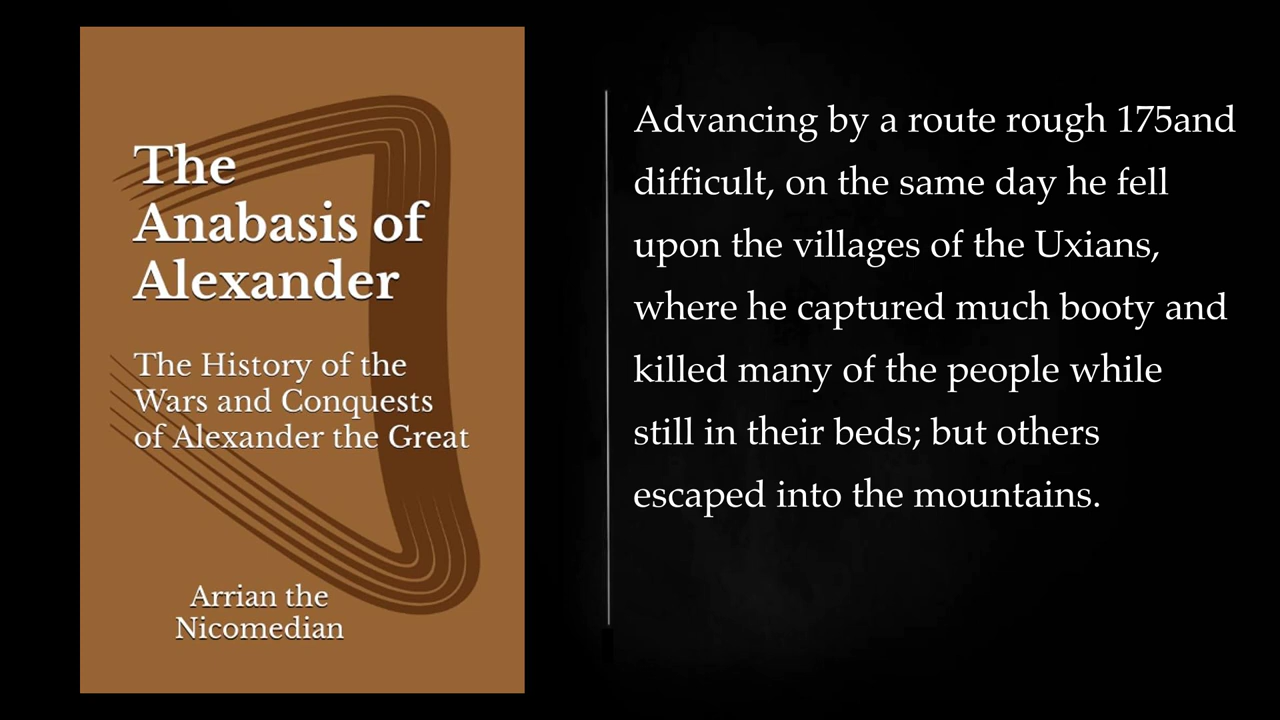 The
Anabasis of
Alexander
The History of the
Wars and Conquests
of Alexander the Great
Arrian the
Nicomedian
Advancing by a route rough 175and
difficult, on the same day he fell
upon the villages of the Uxians,
where he captured much booty and
killed many of the people while
still in their beds; but others
escaped into the mountains.